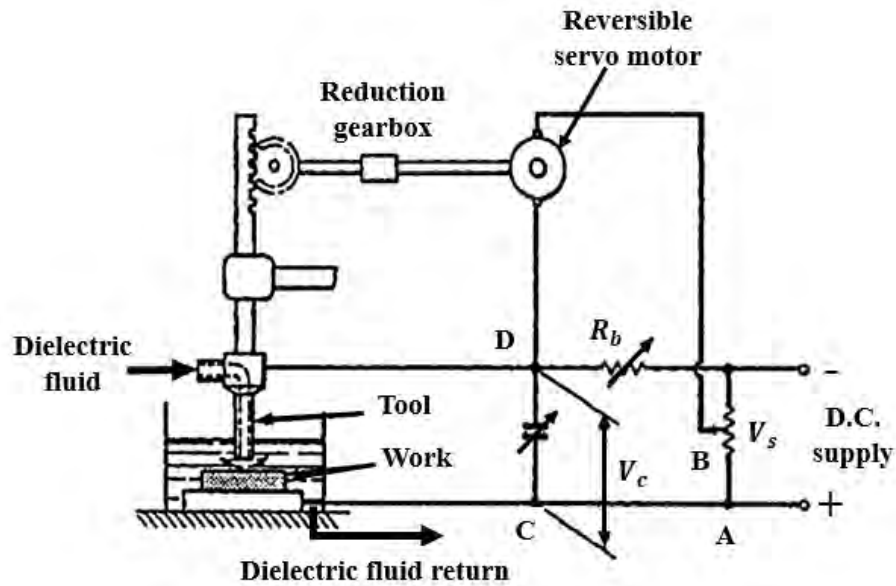 Reversible
servo motor
Reduction
gearbox
D
R_b
Dielectric
fluid
-
Tool
V_s
D.C.
supply
B
Work
V_c
+
C
A
Dielectric fluid return